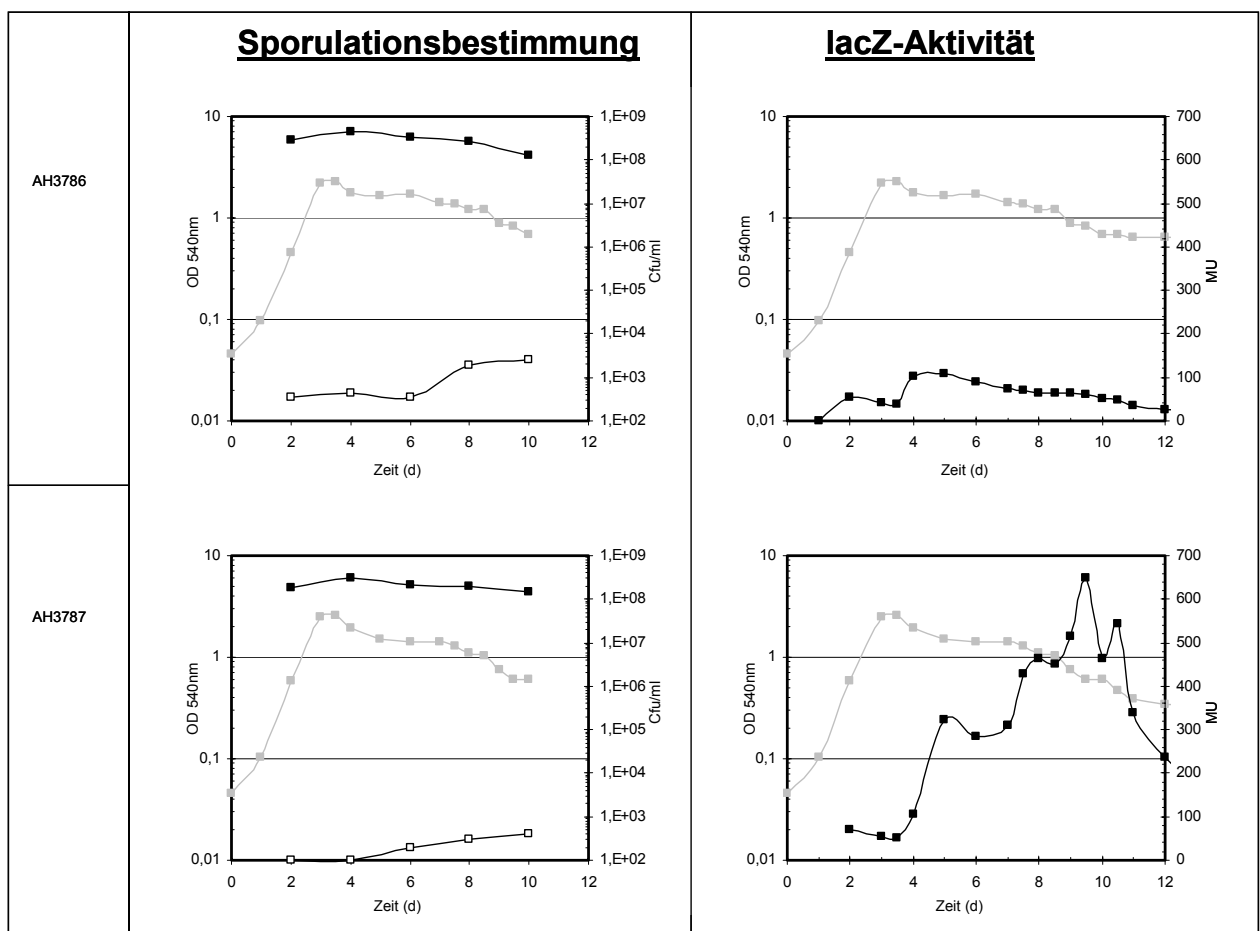 Sporulationsbestimmung
lacZ-Aktivität
AH3786
10
1
0,1
0,01
OD 540nm
1,E+09
1,E+08
1,E+07
1,E+06
1,E+05
1,E+04
1,E+03
1,E+02
Cfu/ml
0 2 4 6 8 10 12
Zeit (d)
10
1
0,1
0,01
OD 540nm
700
600
500
400
300
200
100
0
MU
0 2 4 6 8 10 12
Zeit (d)
AH3787
10
1
0,1
0,01
OD 540nm
1,E+09
1,E+08
1,E+07
1,E+06
1,E+05
1,E+04
1,E+03
1,E+02
Cfu/ml
0 2 4 6 8 10 12
Zeit (d)
10
1
0,1
0,01
OD 540nm
700
600
500
400
300
200
100
0
MU
0 2 4 6 8 10 12
Zeit (d)